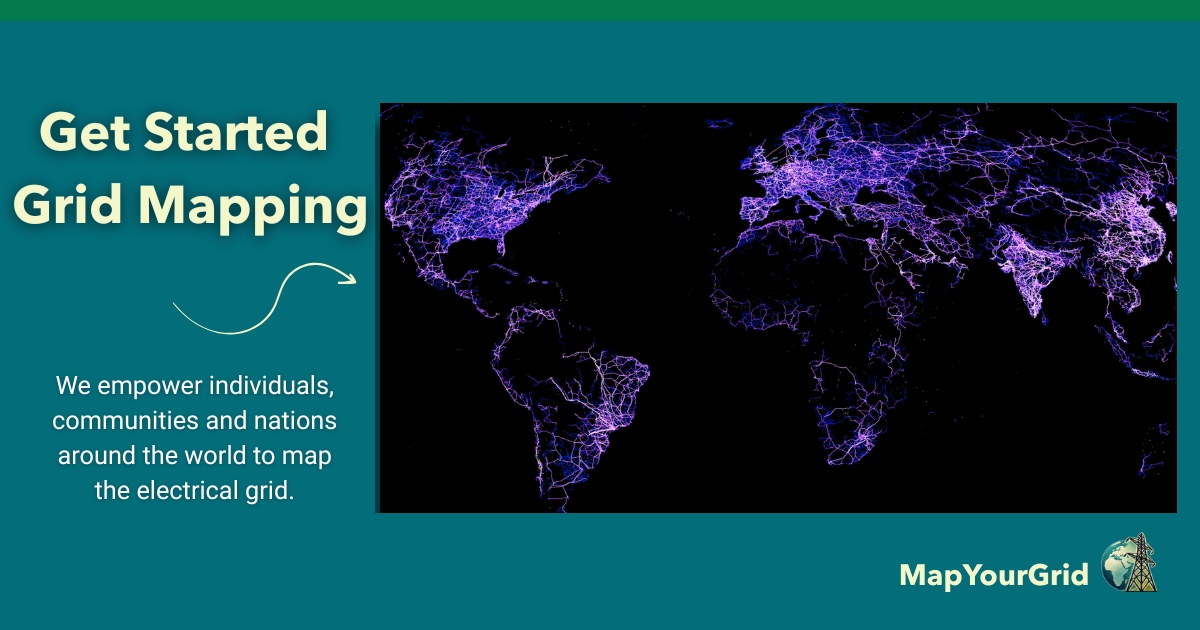 Get Started
Grid Mapping
We empower individuals,
communities and nations
around the world to map
the electrical grid.
MapYourGrid